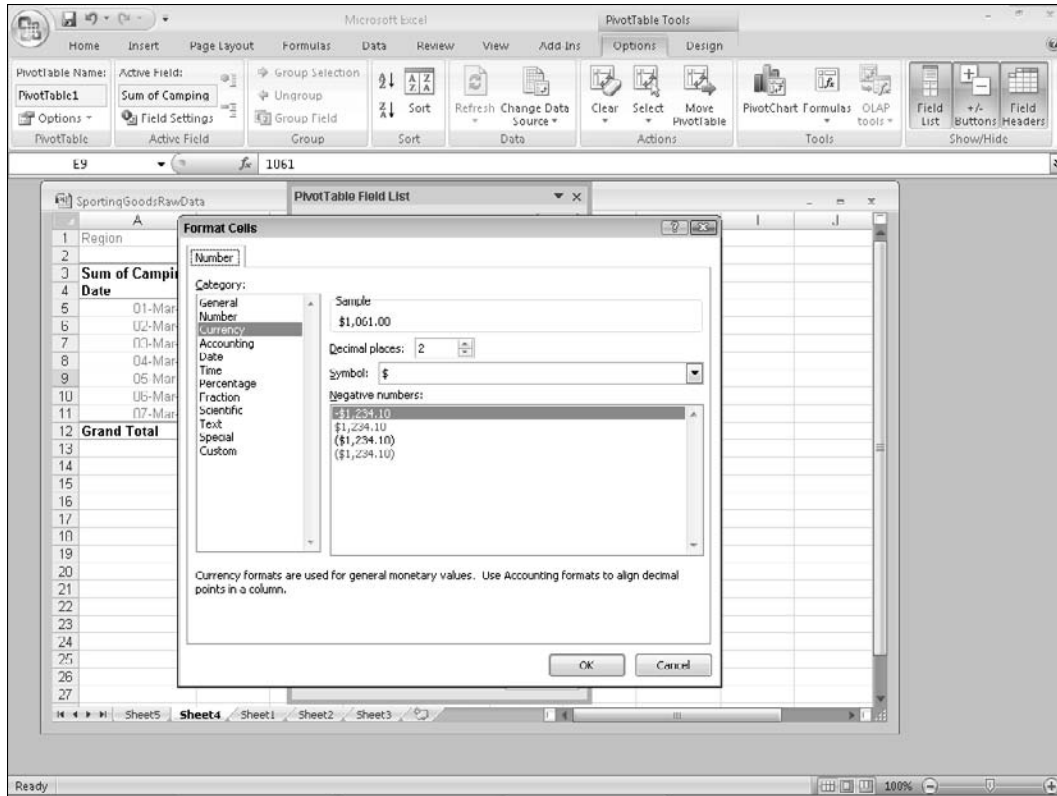 Microsoft Excel
PivotTable Tools
Home Insert Page Layout Formulas Data Review View Add Ins Options Design
PivotTable Name: Active Field: Group Selection
PivotTable1 Sum of Camping Ungroup Sort Refresh Change Data Source Clear Select Move PivotTable PivotChart Formulas OLAP tools Field List +/- Buttons Field Headers
Options Field Settings Group Field
PivotTable Active Field Group Sort Data Actions Tools Show/Hide
E9 fx 1061
SportingGoodsRawData
PivotTable Field List
A I J
Format Cells
1 Region
2
Number
3 Sum of Campi
4 Date
5 01-Mar
6 02-Mar
7 03-Mar
8 04-Mar
9 05 Mar
10 06-Mar
11 07-Mar
12 Grand Total
13
14
15
16
17
18
19
20
21
22
23
24
25
26
27
Category:
General
Number
Currency
Accounting
Date
Time
Percentage
Fraction
Scientific
Text
Special
Custom
Sample
$1,061.00
Decimal places: 2
Symbol: $
Negative numbers:
-$1,234.10
$1,234.10
($1,234.10)
($1,234.10)
Currency formats are used for general monetary values. Use Accounting formats to align decimal
points in a column.
OK Cancel
Sheet5 Sheet4 Sheet1 Sheet2 Sheet3
Ready 100%